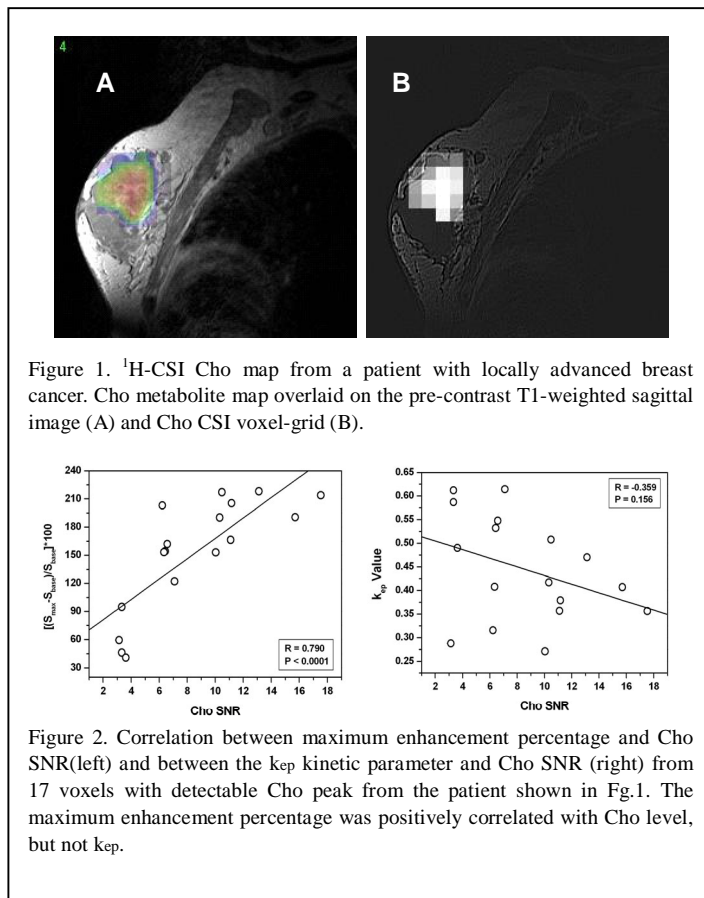 4
A
B
Figure 1. ¹H-CSI Cho map from a patient with locally advanced breast
cancer. Cho metabolite map overlaid on the pre-contrast T1-weighted sagittal
image (A) and Cho CSI voxel-grid (B).
[(Smax-Sbase)/Sbase]*100
240
210
180
150
120
90
60
30
R = 0.790
P < 0.0001
2 4 6 8 10 12 14 16 18
Cho SNR
kep Value
0.65
0.60
0.55
0.50
0.45
0.40
0.35
0.30
0.25
R = -0.359
P = 0.156
2 4 6 8 10 12 14 16 18
Cho SNR
Figure 2. Correlation between maximum enhancement percentage and Cho
SNR(left) and between the kep kinetic parameter and Cho SNR (right) from
17 voxels with detectable Cho peak from the patient shown in Fg.1. The
maximum enhancement percentage was positively correlated with Cho level,
but not kep.